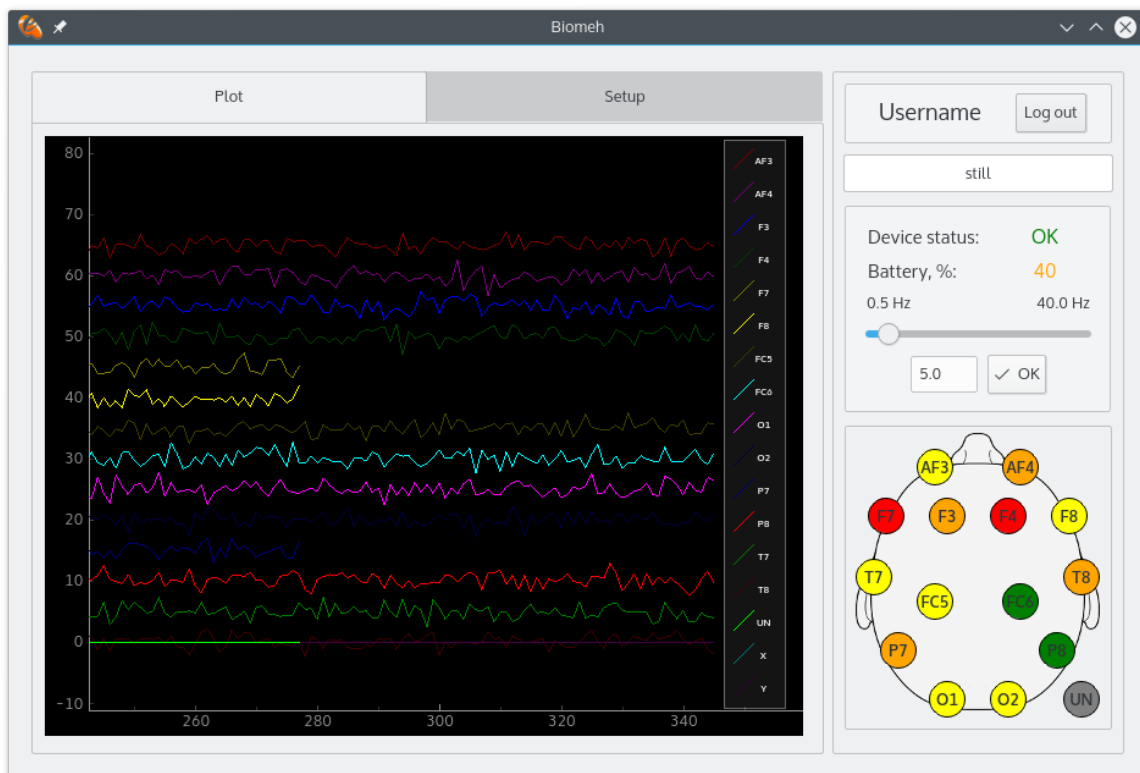 Biomeh
Plot
Setup
Username
Log out
still
Device status: OK
Battery, %: 40
0.5 Hz 40.0 Hz
5.0
OK
80
70
60
50
40
30
20
10
0
-10
260 280 300 320 340
AF3
AF4
F3
F4
F7
F8
FC5
FC6
O1
O2
P7
P8
T7
T8
UN
X
Y
AF3 AF4
F7 F3 F4 F8
T7 T8
FC5 FC6
P7 P8
O1 O2 UN